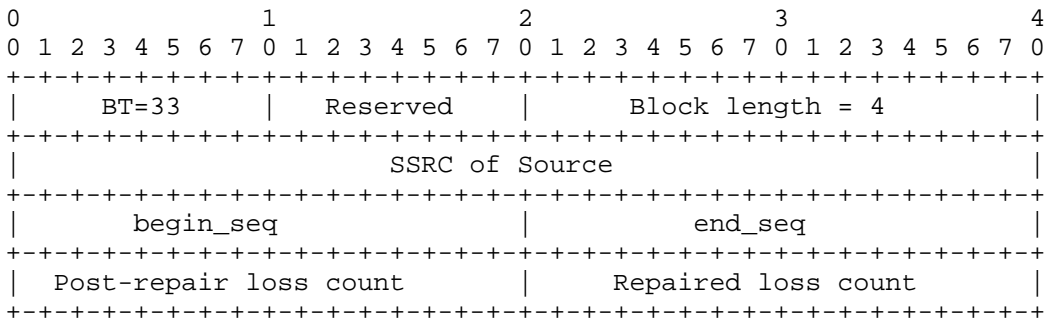 0                   1                   2                   3                   4
0 1 2 3 4 5 6 7 0 1 2 3 4 5 6 7 0 1 2 3 4 5 6 7 0 1 2 3 4 5 6 7 0
+-+-+-+-+-+-+-+-+-+-+-+-+-+-+-+-+-+-+-+-+-+-+-+-+-+-+-+-+-+-+-+-+
|     BT=33     |   Reserved    |      Block length = 4         |
+-+-+-+-+-+-+-+-+-+-+-+-+-+-+-+-+-+-+-+-+-+-+-+-+-+-+-+-+-+-+-+-+
|                       SSRC of Source                          |
+-+-+-+-+-+-+-+-+-+-+-+-+-+-+-+-+-+-+-+-+-+-+-+-+-+-+-+-+-+-+-+-+
|       begin_seq               |          end_seq              |
+-+-+-+-+-+-+-+-+-+-+-+-+-+-+-+-+-+-+-+-+-+-+-+-+-+-+-+-+-+-+-+-+
|  Post-repair loss count       |     Repaired loss count       |
+-+-+-+-+-+-+-+-+-+-+-+-+-+-+-+-+-+-+-+-+-+-+-+-+-+-+-+-+-+-+-+-+